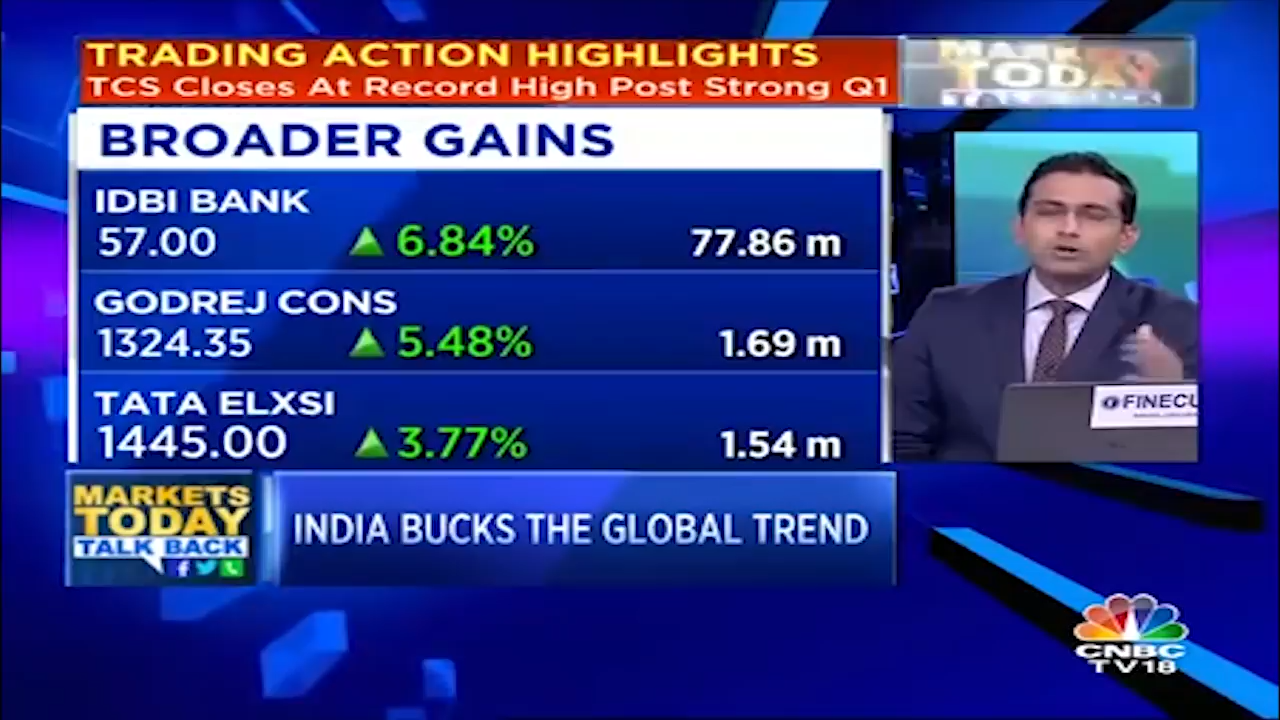 TRADING ACTION HIGHLIGHTS
TCS Closes At Record High Post Strong Q1
TODAY
BROADER GAINS
IDBI BANK
57.00 ▲ 6.84% 77.86 m
GODREJ CONS
1324.35 ▲ 5.48% 1.69 m
TATA ELXSI
1445.00 ▲ 3.77% 1.54 m
FINECU
MARKETS
TODAY
TALK BACK
INDIA BUCKS THE GLOBAL TREND
CNBC
TV18